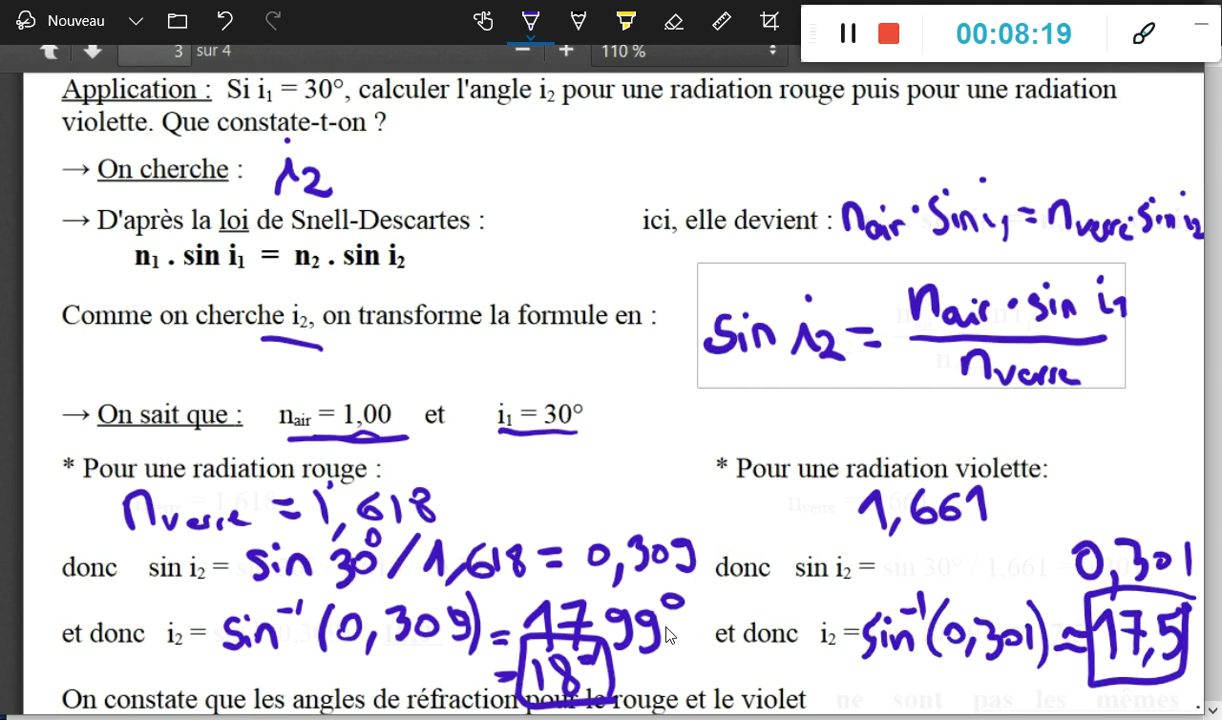 Nouveau
00:08:19
3 sur 4
110 %
Application : Si i₁ = 30°, calculer l'angle i₂ pour une radiation rouge puis pour une radiation
violette. Que constate-t-on ?
→ On cherche : i2
→ D'après la loi de Snell-Descartes : ici, elle devient : nair · sin i1 = nverre · sin i2
n₁ . sin i₁ = n₂ . sin i₂
Comme on cherche i₂, on transforme la formule en : sin i2 = nair · sin i1 / nverre
→ On sait que : nair = 1,00 et i₁ = 30°
* Pour une radiation rouge : * Pour une radiation violette:
nverre = 1,618 nverre 1,661
donc sin i₂ = sin 30° / 1,618 = 0,309 donc sin i₂ = sin 30° / 1,661 0,301
et donc i₂ = sin⁻¹(0,309) = 17,99° et donc i₂ = sin⁻¹(0,301) ≈ 17,5
= 18°
On constate que les angles de réfraction pour le rouge et le violet ne sont pas les mêmes .